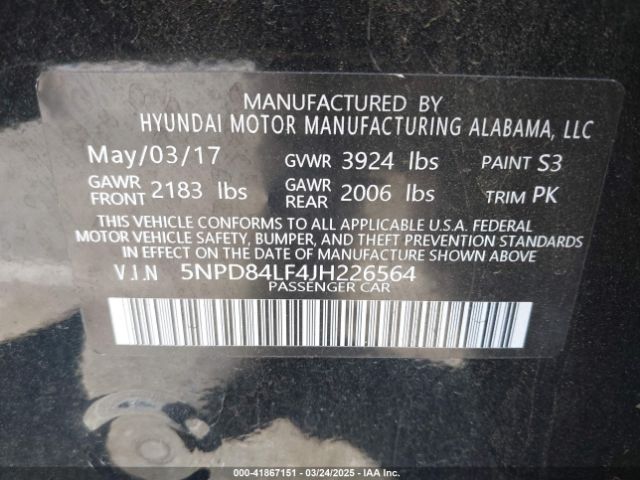 MANUFACTURED BY
HYUNDAI MOTOR MANUFACTURING ALABAMA, LLC
May/03/17 GVWR 3924 lbs PAINT S3
GAWR FRONT 2183 lbs GAWR REAR 2006 lbs TRIM PK
THIS VEHICLE CONFORMS TO ALL APPLICABLE U.S.A. FEDERAL
MOTOR VEHICLE SAFETY, BUMPER, AND THEFT PREVENTION STANDARDS
IN EFFECT ON THE DATE OF MANUFACTURE SHOWN ABOVE.
V.I.N 5NPD84LF4JH226564
PASSENGER CAR
000-41867151 — 03/24/2025 — IAA Inc.